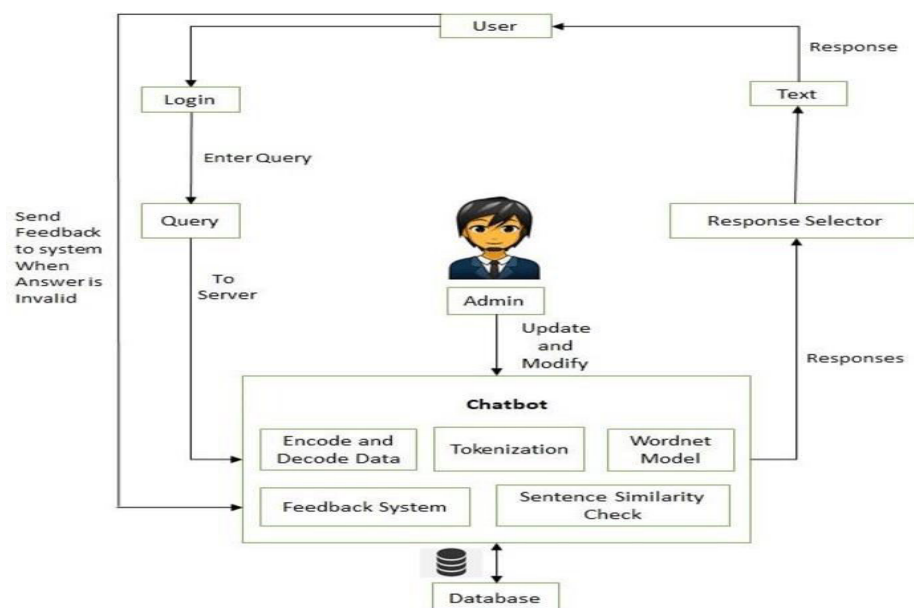 User
Response
Login
Text
Enter Query
Send
Feedback
to system
When
Answer is
Invalid
Query
Response Selector
To
Server
Admin
Update
and
Modify
Responses
Chatbot
Encode and
Decode Data
Tokenization
Wordnet
Model
Feedback System
Sentence Similarity
Check
Database